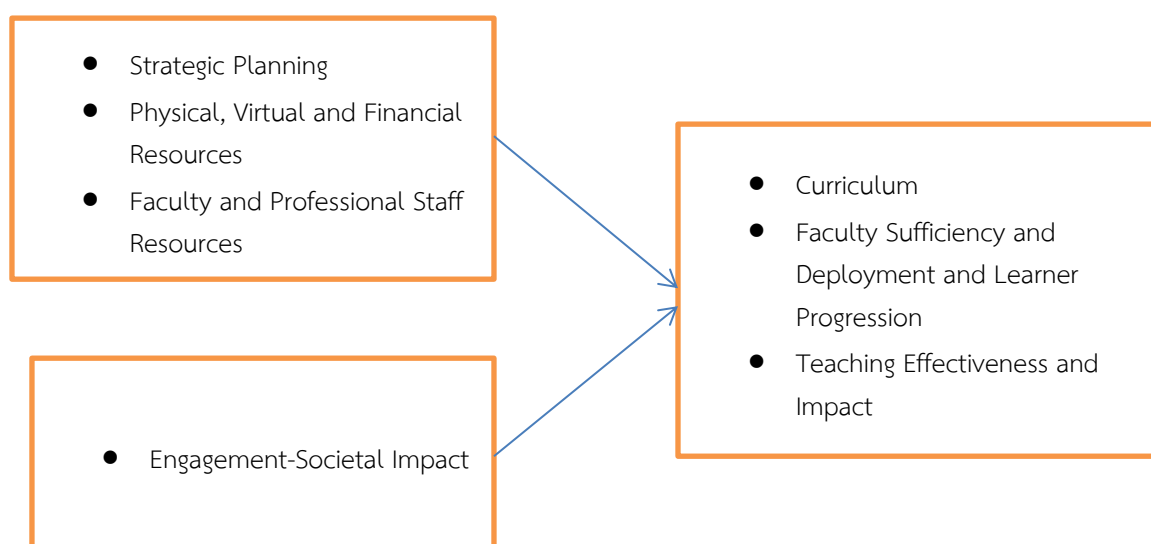 ● Strategic Planning
● Physical, Virtual and Financial
Resources
● Faculty and Professional Staff
Resources
● Engagement-Societal Impact
● Curriculum
● Faculty Sufficiency and
Deployment and Learner
Progression
● Teaching Effectiveness and
Impact